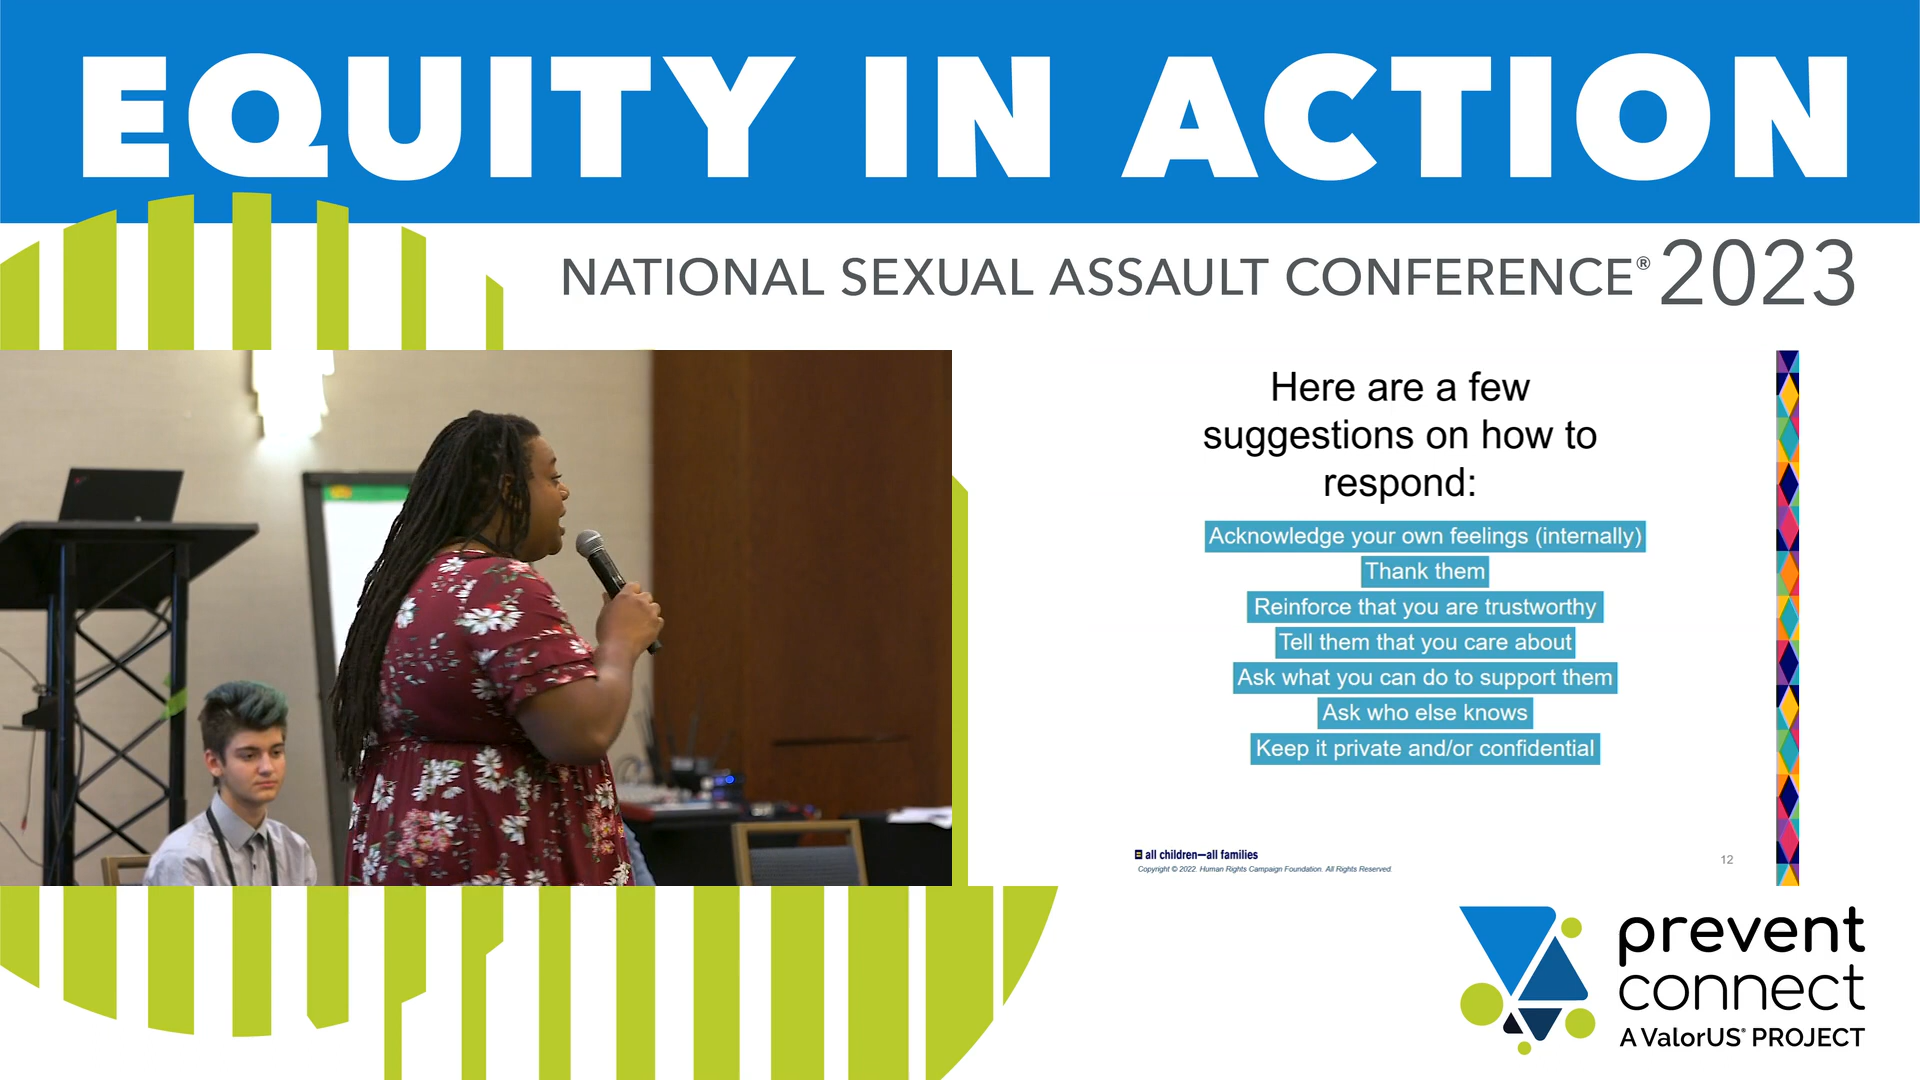 EQUITY IN ACTION
NATIONAL SEXUAL ASSAULT CONFERENCE® 2023
Here are a few
suggestions on how to
respond:
Acknowledge your own feelings (internally)
Thank them
Reinforce that you are trustworthy
Tell them that you care about
Ask what you can do to support them
Ask who else knows
Keep it private and/or confidential
all children—all families
Copyright © 2022. Human Rights Campaign Foundation. All Rights Reserved.
12
prevent
connect
A ValorUS® PROJECT